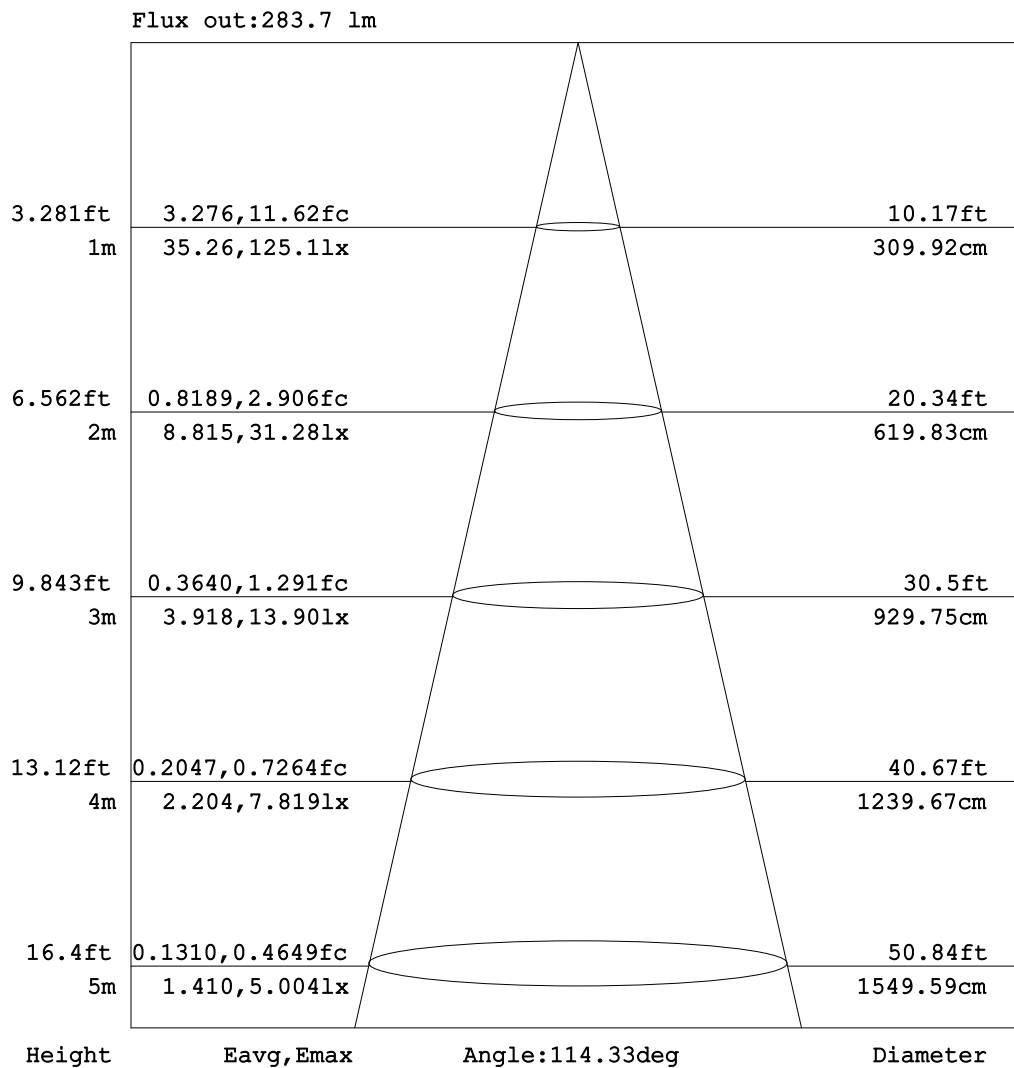 Flux out:283.7 lm
3.281ft 3.276,11.62fc 10.17ft
1m 35.26,125.1lx 309.92cm
6.562ft 0.8189,2.906fc 20.34ft
2m 8.815,31.28lx 619.83cm
9.843ft 0.3640,1.291fc 30.5ft
3m 3.918,13.90lx 929.75cm
13.12ft 0.2047,0.7264fc 40.67ft
4m 2.204,7.819lx 1239.67cm
16.4ft 0.1310,0.4649fc 50.84ft
5m 1.410,5.004lx 1549.59cm
Height Eavg,Emax Angle:114.33deg Diameter